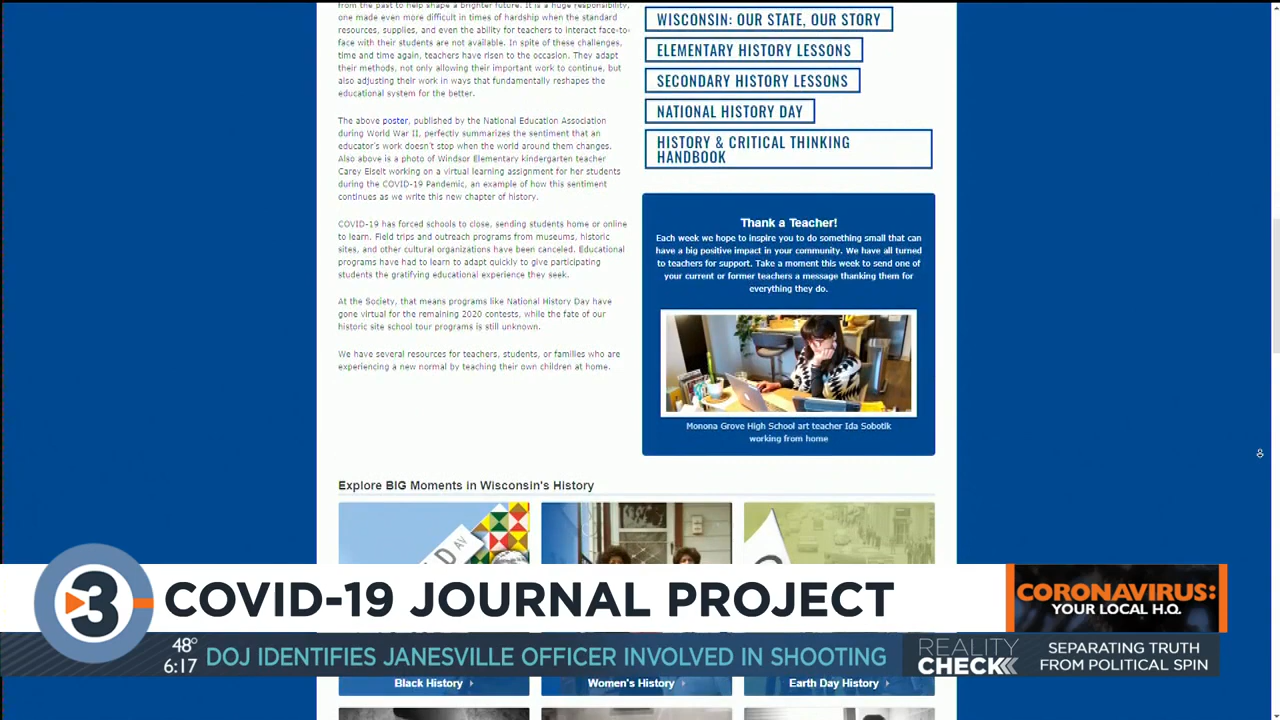 from the past to help shape a brighter future. It is a huge responsibility,
one made even more difficult in times of hardship when the standard
resources, supplies, and even the ability for teachers to interact face-to-
face with their students are not available. In spite of these challenges,
time and time again, teachers have risen to the occasion. They adapt
their methods, not only allowing their important work to continue, but
also adjusting their work in ways that fundamentally reshapes the
educational system for the better.
The above poster, published by the National Education Association
during World War II, perfectly summarizes the sentiment that an
educator's work doesn't stop when the world around them changes.
Also above is a photo of Windsor Elementary kindergarten teacher
Carey Eiselt working on a virtual learning assignment for her students
during the COVID-19 Pandemic, an example of how this sentiment
continues as we write this new chapter of history.
COVID-19 has forced schools to close, sending students home or online
to learn. Field trips and outreach programs from museums, historic
sites, and other cultural organizations have been canceled. Educational
programs have had to learn to adapt quickly to give participating
students the gratifying educational experience they seek.
At the Society, that means programs like National History Day have
gone virtual for the remaining 2020 contests, while the fate of our
historic site school tour programs is still unknown.
We have several resources for teachers, students, or families who are
experiencing a new normal by teaching their own children at home.
WISCONSIN: OUR STATE, OUR STORY
ELEMENTARY HISTORY LESSONS
SECONDARY HISTORY LESSONS
NATIONAL HISTORY DAY
HISTORY & CRITICAL THINKING
HANDBOOK
Thank a Teacher!
Each week we hope to inspire you to do something small that can
have a big positive impact in your community. We have all turned
to teachers for support. Take a moment this week to send one of
your current or former teachers a message thanking them for
everything they do.
Monona Grove High School art teacher Ida Sobotik
working from home
Explore BIG Moments in Wisconsin's History
D AV
3
COVID-19 JOURNAL PROJECT
CORONAVIRUS:
YOUR LOCAL H.Q.
48°
6:17
DOJ IDENTIFIES JANESVILLE OFFICER INVOLVED IN SHOOTING
REALITY
CHECK
SEPARATING TRUTH
FROM POLITICAL SPIN
Black History
Women's History
Earth Day History